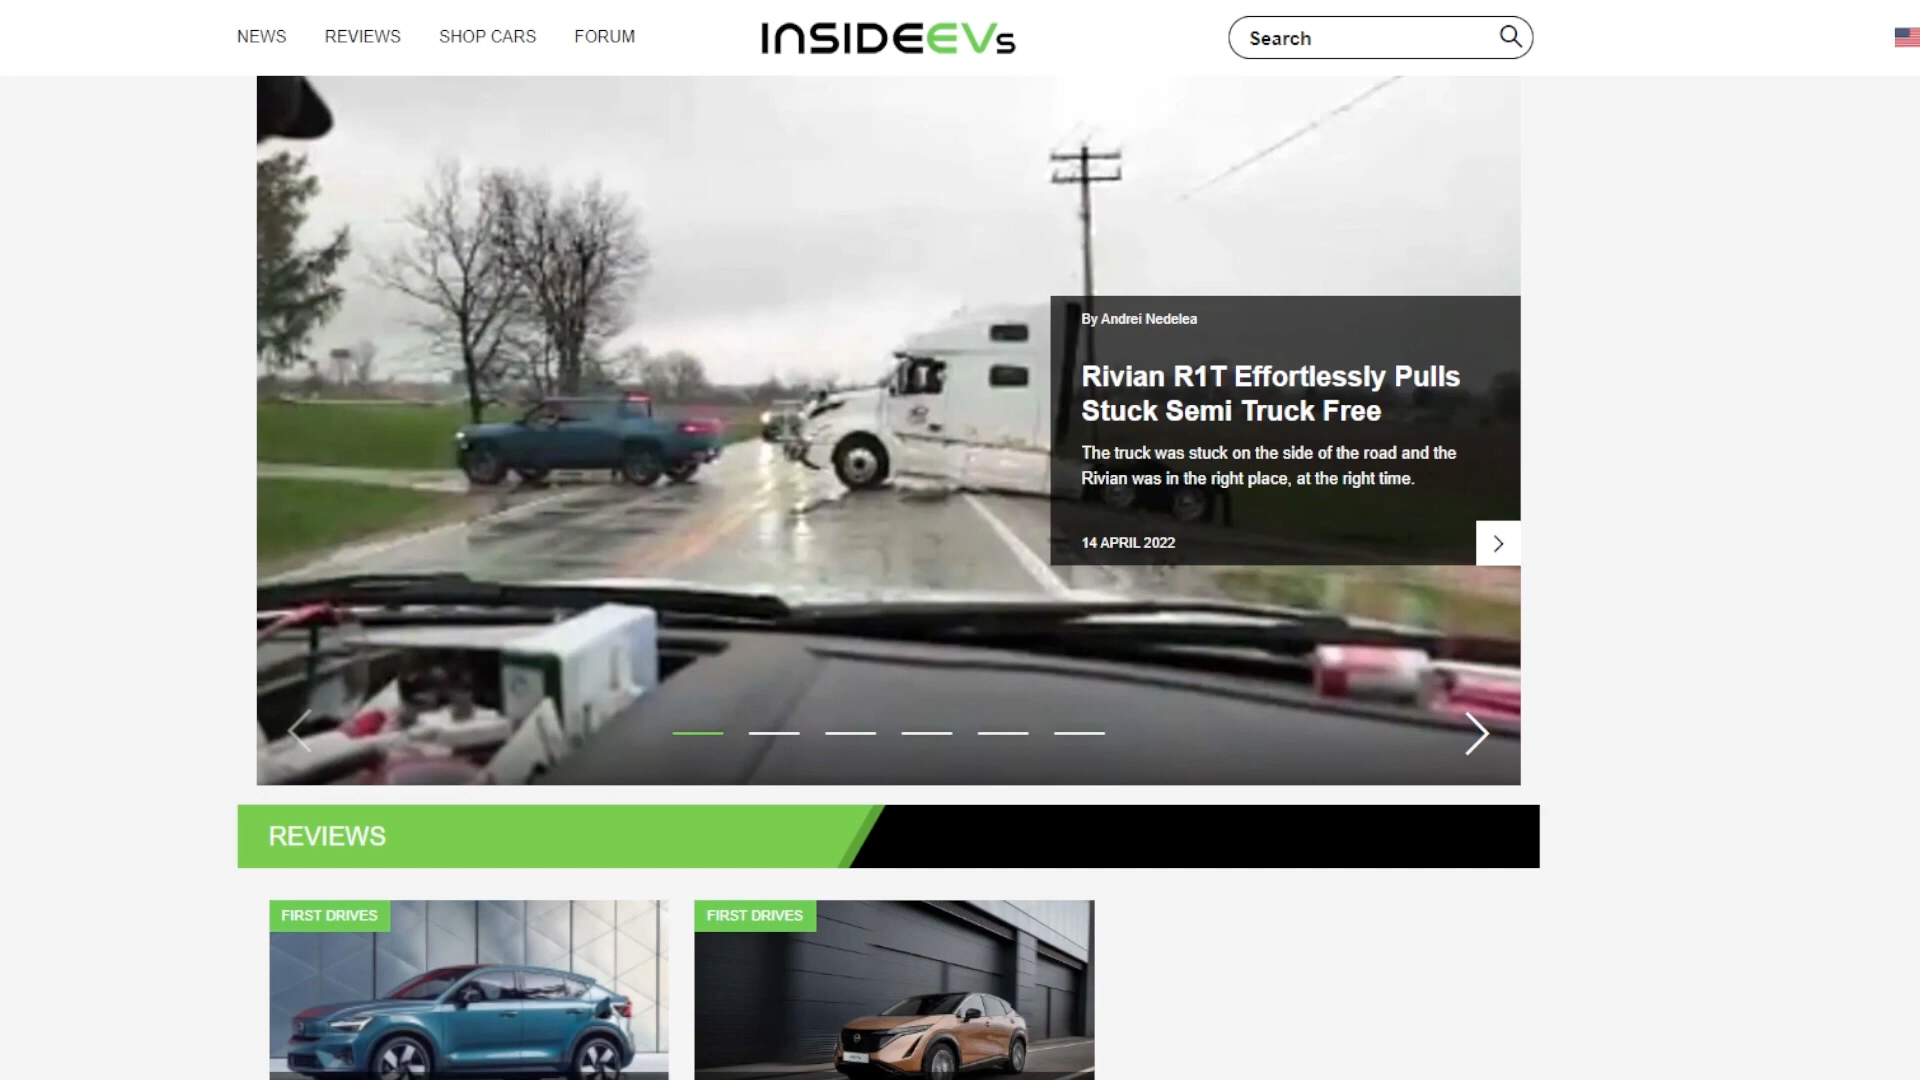 NEWS
REVIEWS
SHOP CARS
FORUM
INSIDEEVs
Search
By Andrei Nedelea
Rivian R1T Effortlessly Pulls
Stuck Semi Truck Free
The truck was stuck on the side of the road and the
Rivian was in the right place, at the right time.
14 APRIL 2022
REVIEWS
FIRST DRIVES
FIRST DRIVES